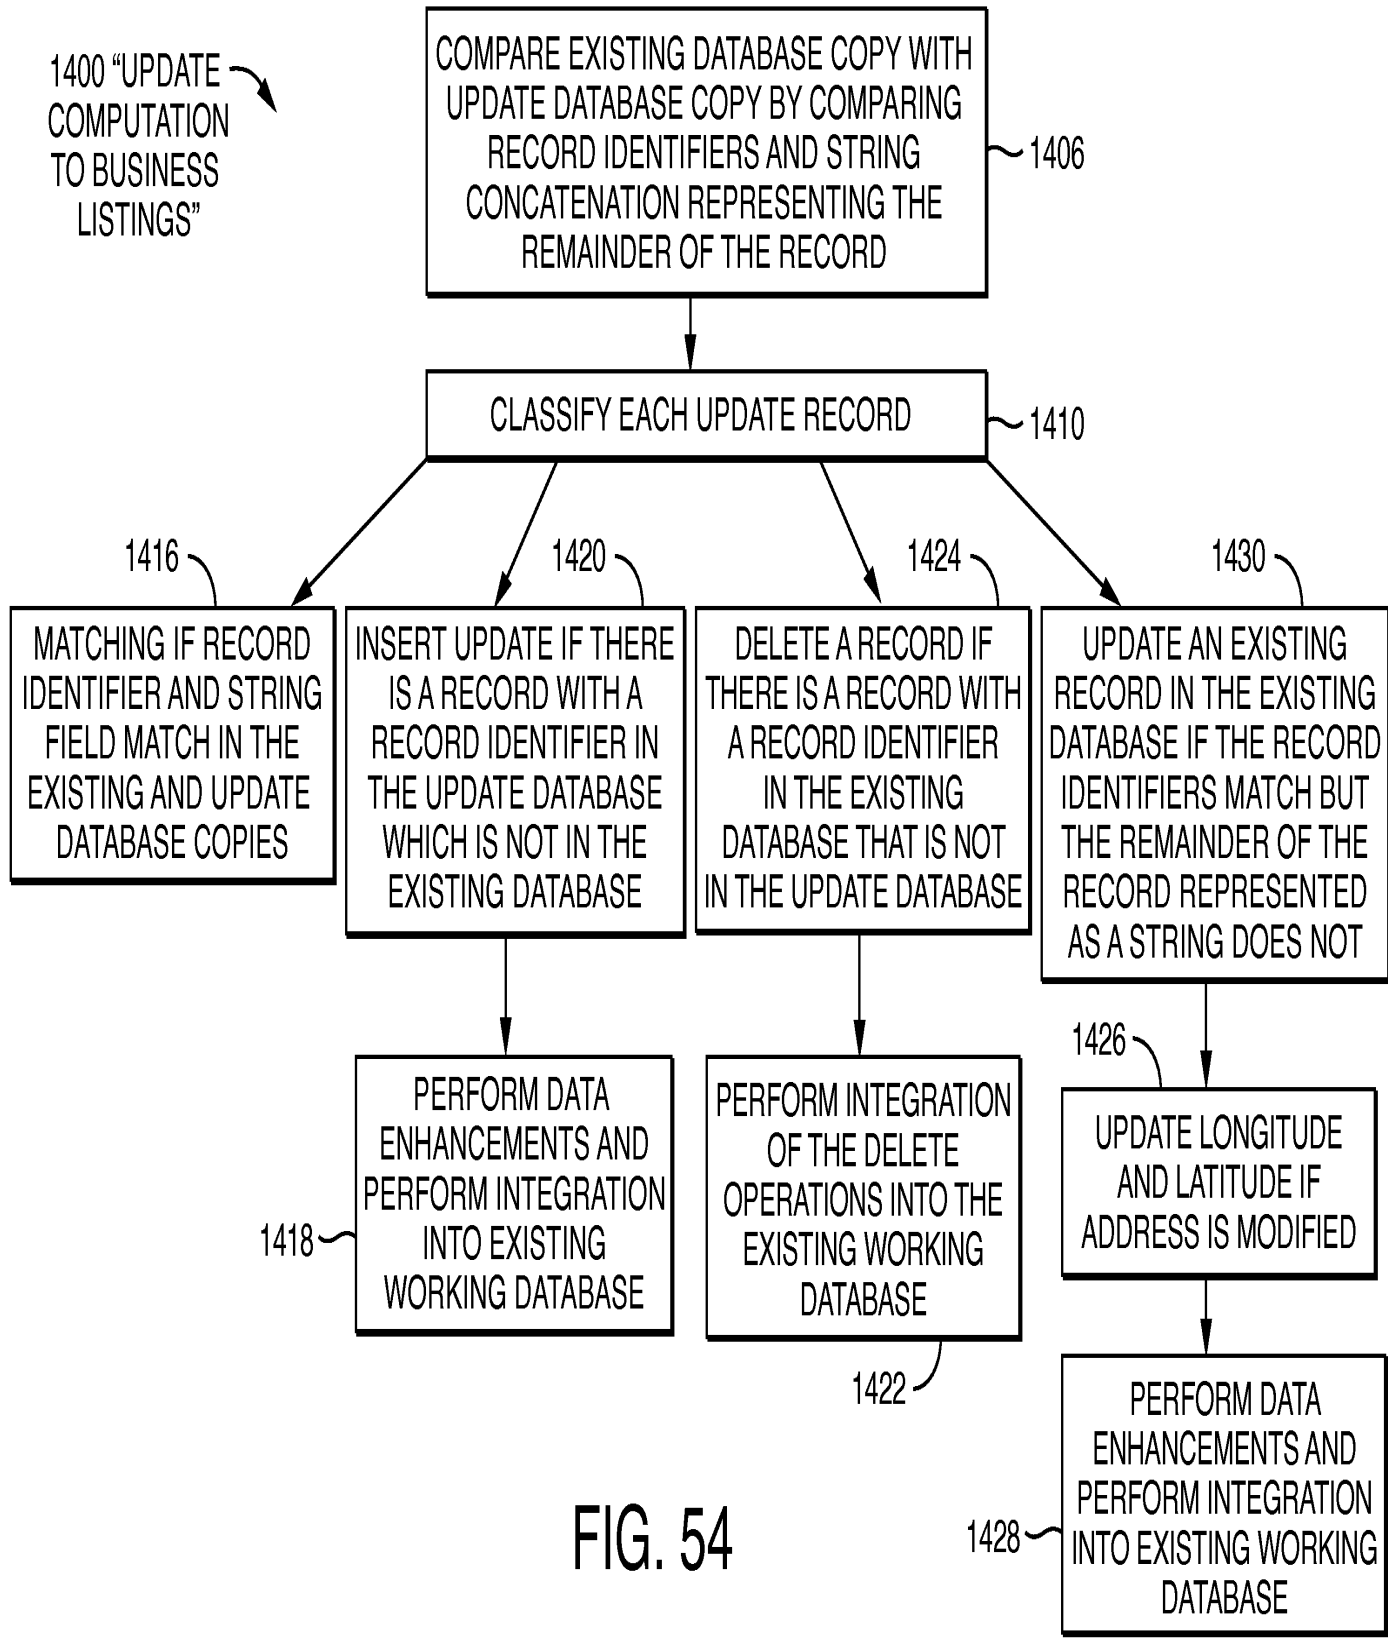 1400 “UPDATE
COMPUTATION
TO BUSINESS
LISTINGS”
COMPARE EXISTING DATABASE COPY WITH
UPDATE DATABASE COPY BY COMPARING
RECORD IDENTIFIERS AND STRING
CONCATENATION REPRESENTING THE
REMAINDER OF THE RECORD
1406
CLASSIFY EACH UPDATE RECORD
1410
1416
MATCHING IF RECORD
IDENTIFIER AND STRING
FIELD MATCH IN THE
EXISTING AND UPDATE
DATABASE COPIES
1420
INSERT UPDATE IF THERE
IS A RECORD WITH A
RECORD IDENTIFIER IN
THE UPDATE DATABASE
WHICH IS NOT IN THE
EXISTING DATABASE
1424
DELETE A RECORD IF
THERE IS A RECORD WITH
A RECORD IDENTIFIER
IN THE EXISTING
DATABASE THAT IS NOT
IN THE UPDATE DATABASE
1430
UPDATE AN EXISTING
RECORD IN THE EXISTING
DATABASE IF THE RECORD
IDENTIFIERS MATCH BUT
THE REMAINDER OF THE
RECORD REPRESENTED
AS A STRING DOES NOT
PERFORM DATA
ENHANCEMENTS AND
PERFORM INTEGRATION
INTO EXISTING
WORKING DATABASE
1418
PERFORM INTEGRATION
OF THE DELETE
OPERATIONS INTO THE
EXISTING WORKING
DATABASE
1422
1426
UPDATE LONGITUDE
AND LATITUDE IF
ADDRESS IS MODIFIED
PERFORM DATA
ENHANCEMENTS AND
PERFORM INTEGRATION
INTO EXISTING WORKING
DATABASE
1428
FIG. 54